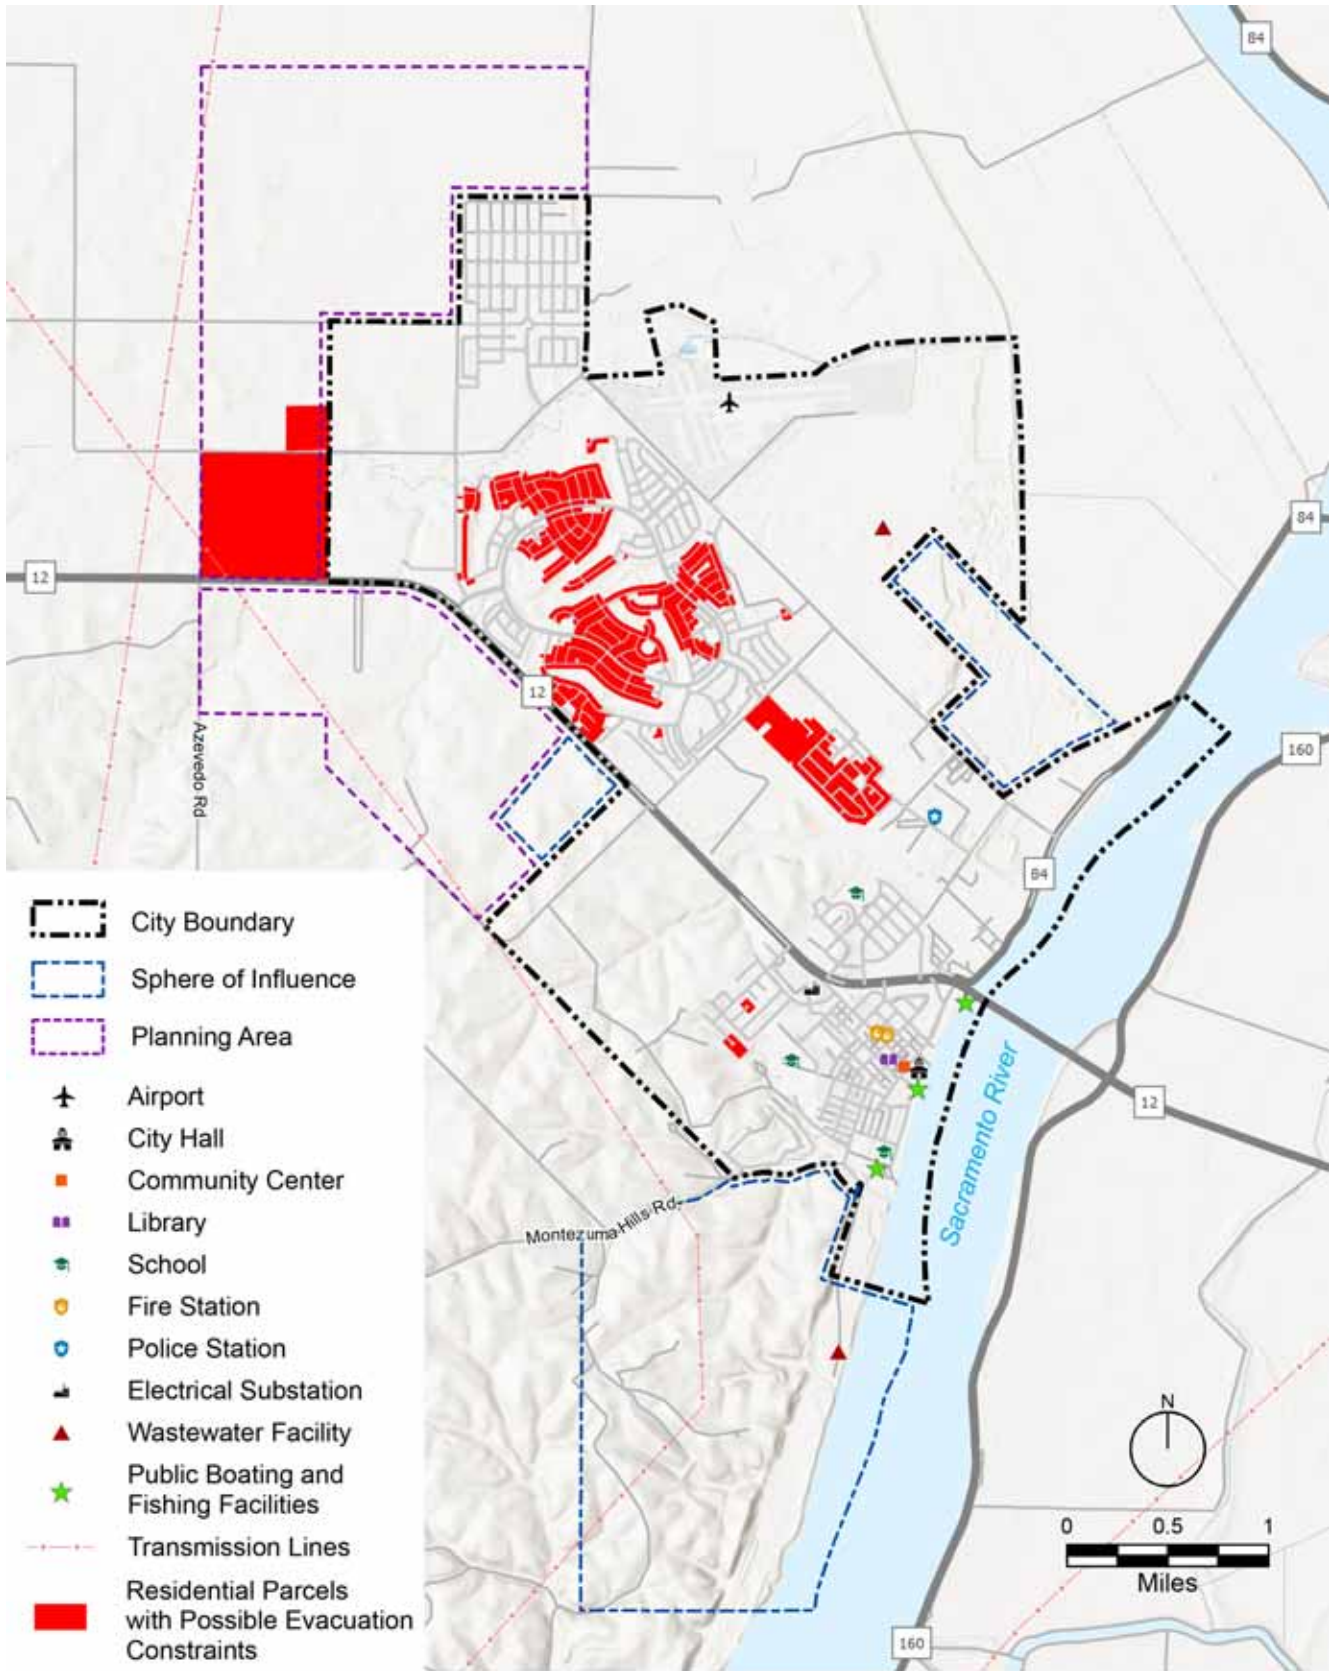 84
84
12
12
160
Azevedo Rd
84
Sacramento River
12
Montezuma Hills Rd
160
City Boundary
Sphere of Influence
Planning Area
Airport
City Hall
Community Center
Library
School
Fire Station
Police Station
Electrical Substation
Wastewater Facility
Public Boating and
Fishing Facilities
Transmission Lines
Residential Parcels
with Possible Evacuation
Constraints
N
0 0.5 1
Miles